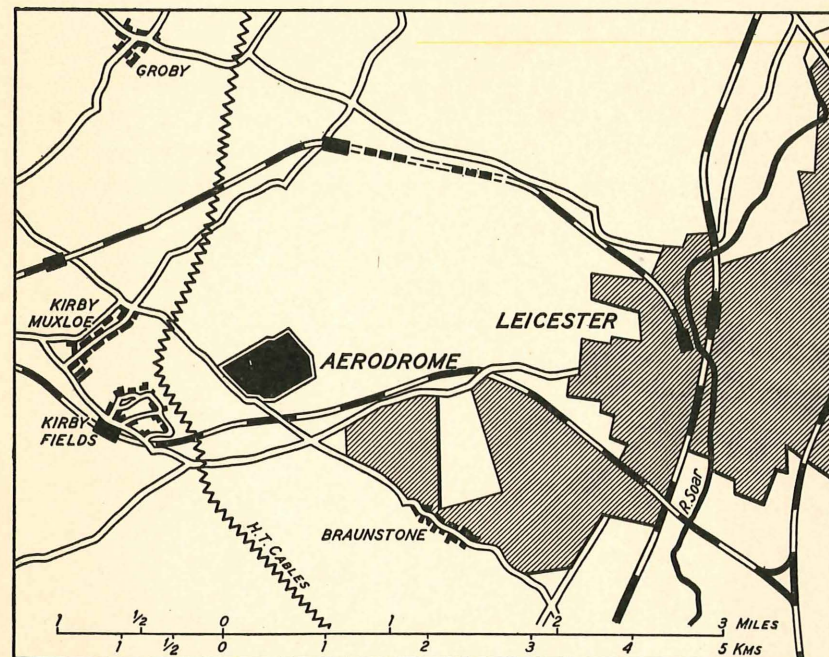 GROBY
KIRBY
MUXLOE
LEICESTER
AERODROME
KIRBY
FIELDS
R. Soar
BRAUNSTONE
H.T. CABLES
1 1/2 0 1 2 3 MILES
1 1/2 0 1 2 3 4 5 KMS